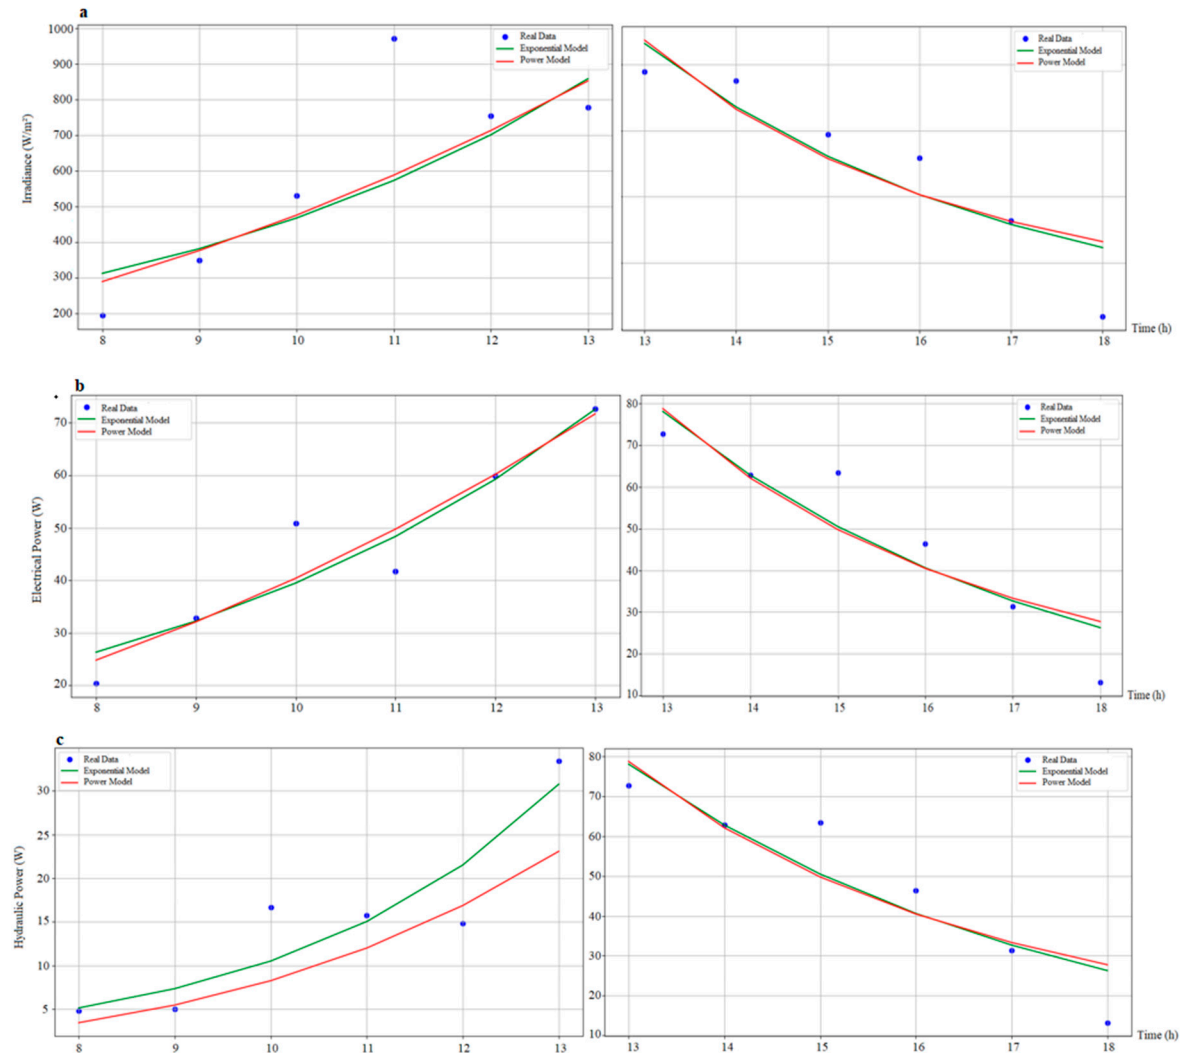 a
1000
900
800
700
600
500
400
300
200
Irradiance (W/m²)
Real Data
Exponential Model
Power Model
8 9 10 11 12 13
Real Data
Exponential Model
Power Model
13 14 15 16 17 18
Time (h)
b
70
60
50
40
30
20
Electrical Power (W)
Real Data
Exponential Model
Power Model
8 9 10 11 12 13
80
70
60
50
40
30
20
10
Real Data
Exponential Model
Power Model
13 14 15 16 17 18
Time (h)
c
30
25
20
15
10
5
Hydraulic Power (W)
Real Data
Exponential Model
Power Model
8 9 10 11 12 13
80
70
60
50
40
30
20
10
Real Data
Exponential Model
Power Model
13 14 15 16 17 18
Time (h)